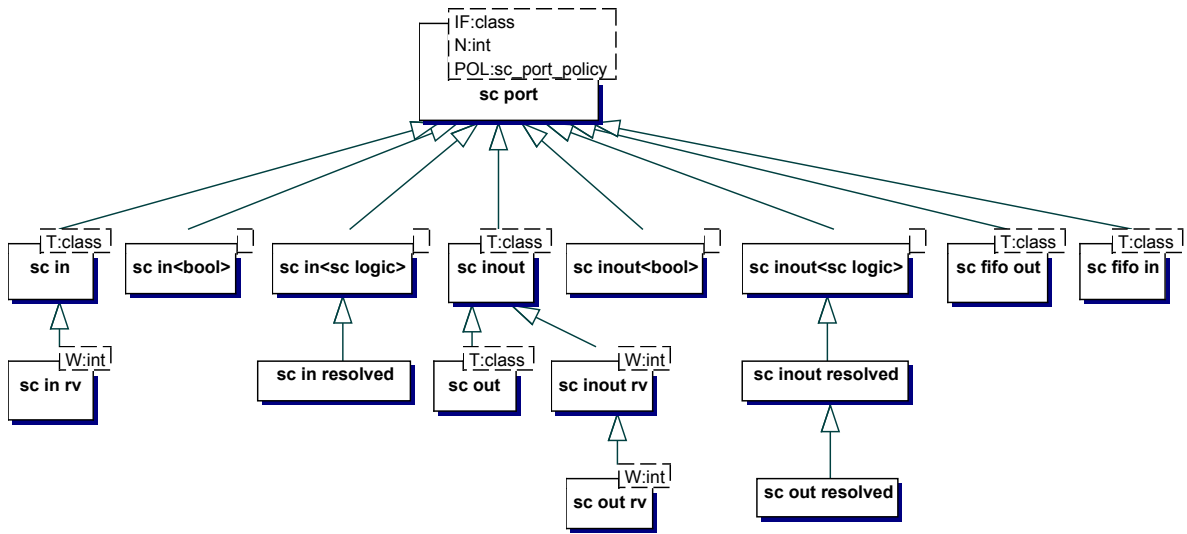 IF:class
N:int
POL:sc_port_policy
sc port
T:class
sc in
sc in<bool>
sc in<sc logic>
T:class
sc inout
sc inout<bool>
sc inout<sc logic>
T:class
sc fifo out
T:class
sc fifo in
W:int
sc in rv
sc in resolved
T:class
sc out
W:int
sc inout rv
sc inout resolved
W:int
sc out rv
sc out resolved